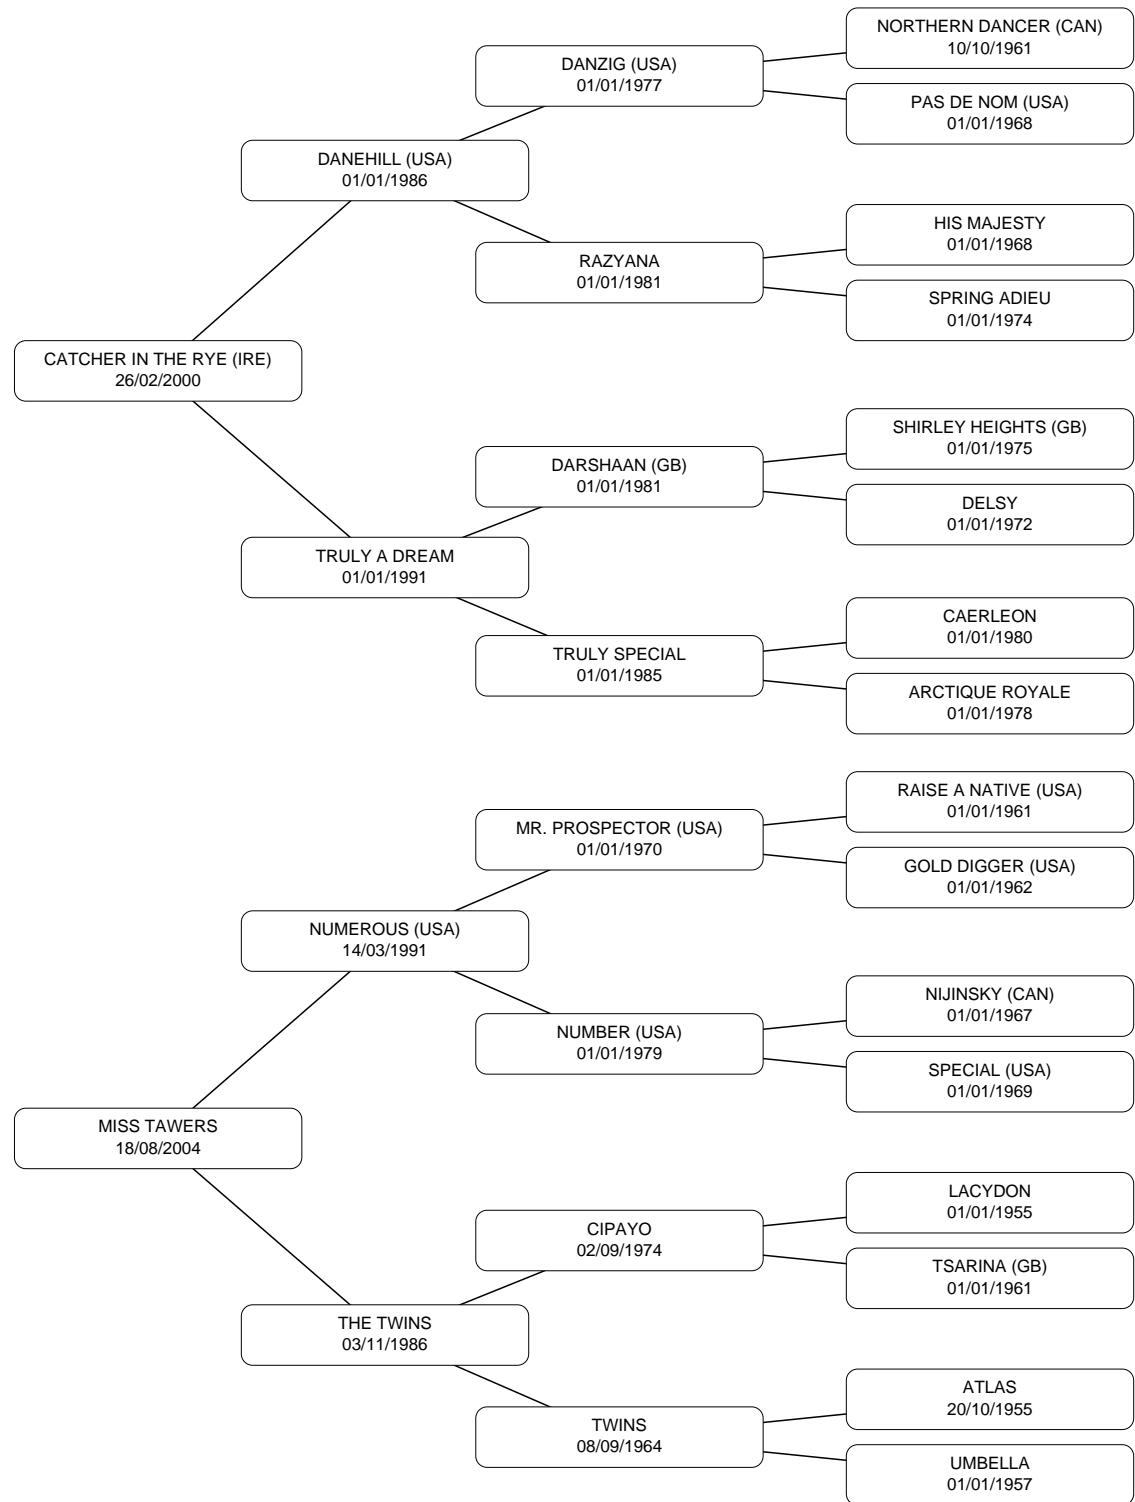 NORTHERN DANCER (CAN)
10/10/1961
DANZIG (USA)
01/01/1977
PAS DE NOM (USA)
01/01/1968
DANEHILL (USA)
01/01/1986
HIS MAJESTY
01/01/1968
RAZYANA
01/01/1981
SPRING ADIEU
01/01/1974
CATCHER IN THE RYE (IRE)
26/02/2000
SHIRLEY HEIGHTS (GB)
01/01/1975
DARSHAAN (GB)
01/01/1981
DELSY
01/01/1972
TRULY A DREAM
01/01/1991
CAERLEON
01/01/1980
TRULY SPECIAL
01/01/1985
ARCTIQUE ROYALE
01/01/1978
RAISE A NATIVE (USA)
01/01/1961
MR. PROSPECTOR (USA)
01/01/1970
GOLD DIGGER (USA)
01/01/1962
NUMEROUS (USA)
14/03/1991
NIJINSKY (CAN)
01/01/1967
NUMBER (USA)
01/01/1979
SPECIAL (USA)
01/01/1969
MISS TAWERS
18/08/2004
LACYDON
01/01/1955
CIPAYO
02/09/1974
TSARINA (GB)
01/01/1961
THE TWINS
03/11/1986
ATLAS
20/10/1955
TWINS
08/09/1964
UMBELLA
01/01/1957